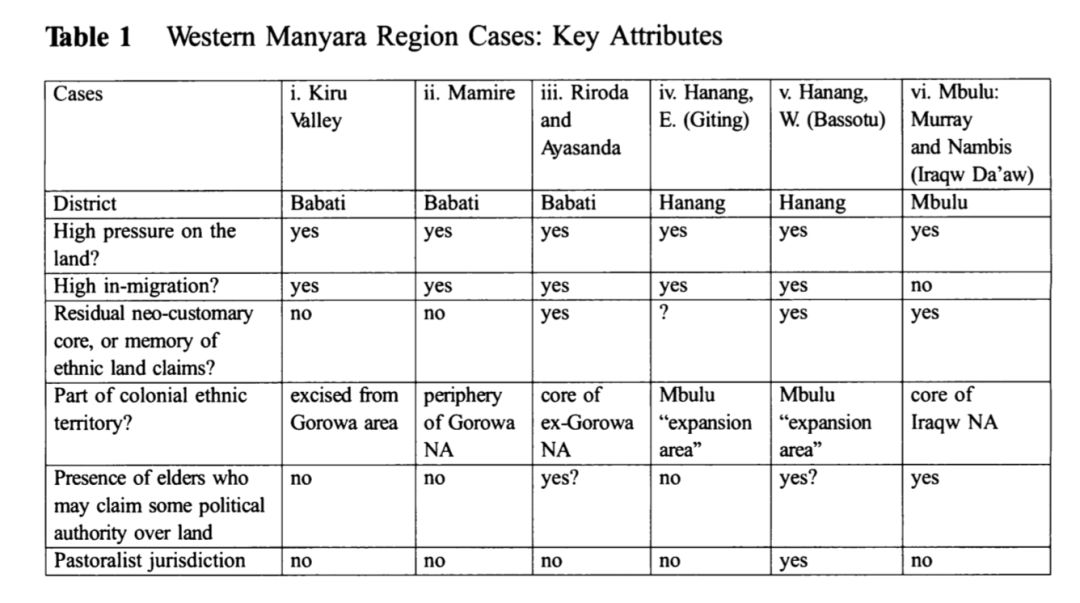 Table 1 Western Manyara Region Cases: Key Attributes
Cases i. Kiru ii. Mamire iii. Riroda iv. Hanang, v. Hanang, vi. Mbulu:
Valley and E. (Giting) W. (Bassotu) Murray
Ayasanda and Nambis
(Iraqw Da’aw)
District Babati Babati Babati Hanang Hanang Mbulu
High pressure on the yes yes yes yes yes yes
land?
High in-migration? yes yes yes yes yes no
Residual neo-customary no no yes ? yes yes
core, or memory of
ethnic land claims?
Part of colonial ethnic excised from periphery core of Mbulu Mbulu core of
territory? Gorowa area of Gorowa ex-Gorowa “expansion “expansion Iraqw NA
NA NA area” area”
Presence of elders who no no yes? no yes? yes
may claim some political
authority over land
Pastoralist jurisdiction no no no no yes no